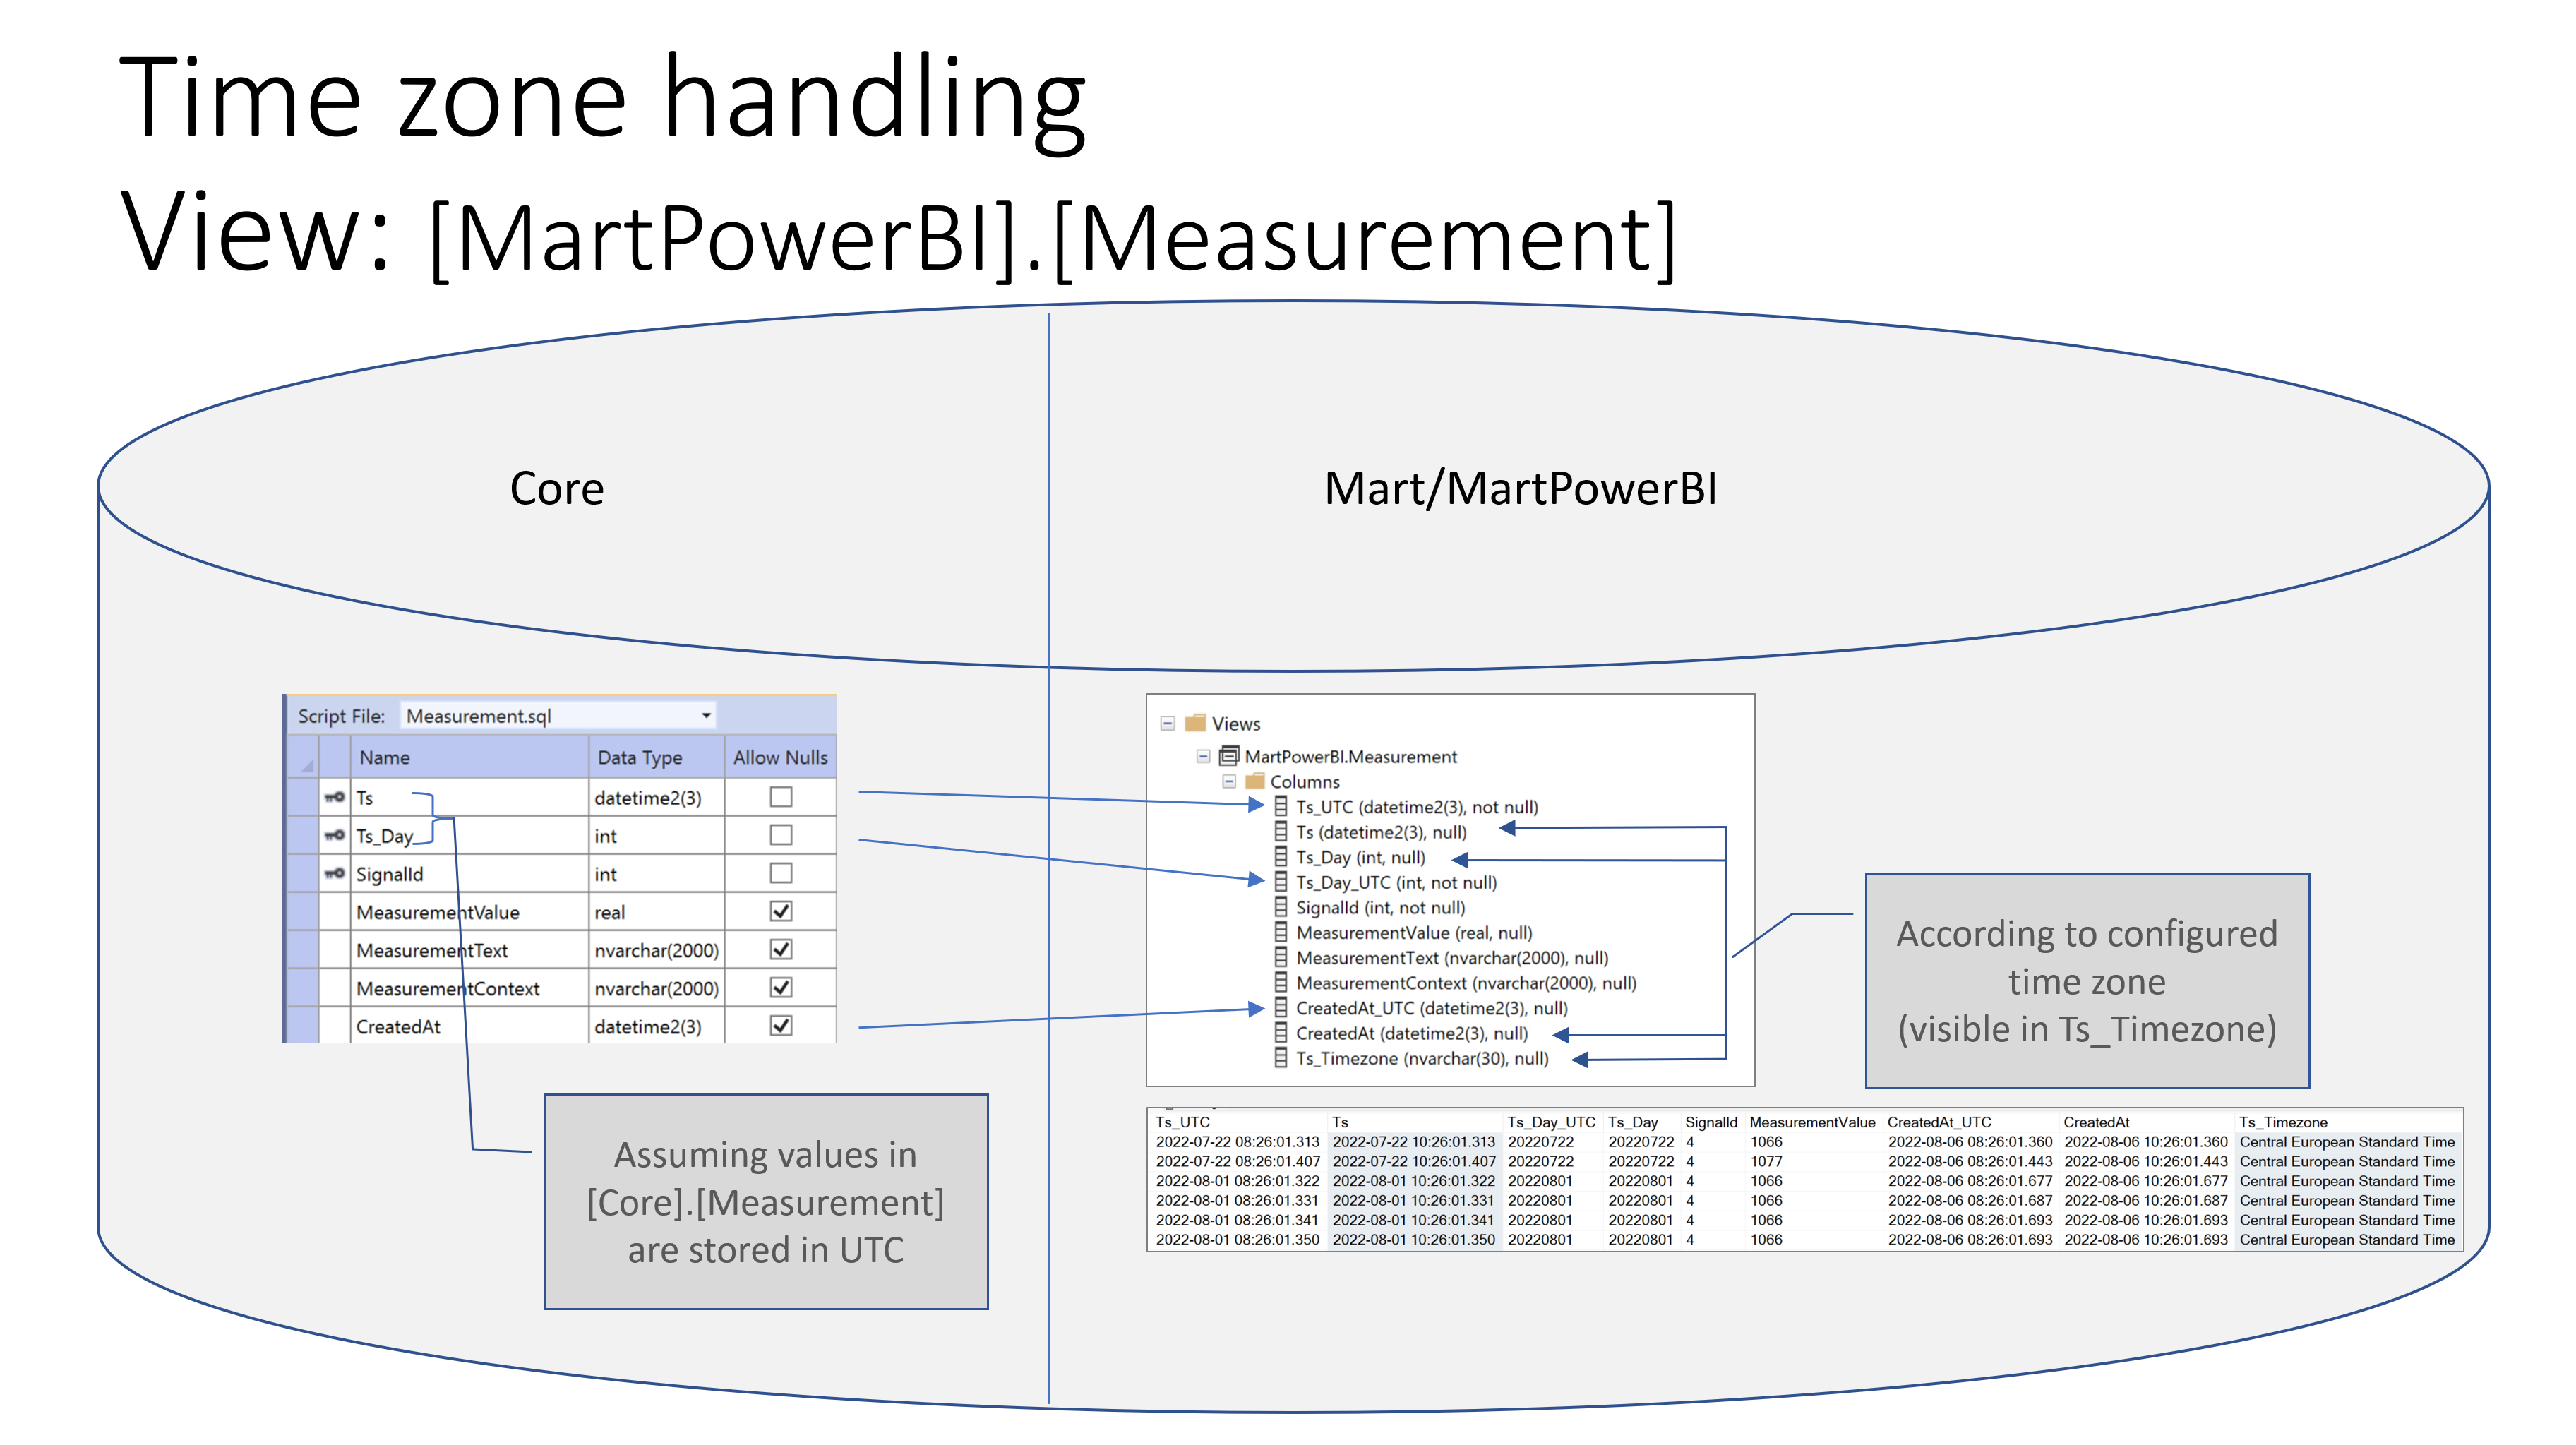 Time zone handling
View: [MartPowerBI].[Measurement]
Core
Mart/MartPowerBI
Script File: Measurement.sql
Name Data Type Allow Nulls
Ts datetime2(3)
Ts_Day int
SignalId int
MeasurementValue real
MeasurementText nvarchar(2000)
MeasurementContext nvarchar(2000)
CreatedAt datetime2(3)
Assuming values in
[Core].[Measurement]
are stored in UTC
Views
MartPowerBI.Measurement
Columns
Ts_UTC (datetime2(3), not null)
Ts (datetime2(3), null)
Ts_Day (int, null)
Ts_Day_UTC (int, not null)
SignalId (int, not null)
MeasurementValue (real, null)
MeasurementText (nvarchar(2000), null)
MeasurementContext (nvarchar(2000), null)
CreatedAt_UTC (datetime2(3), null)
CreatedAt (datetime2(3), null)
Ts_Timezone (nvarchar(30), null)
According to configured
time zone
(visible in Ts_Timezone)
Ts_UTC Ts Ts_Day_UTC Ts_Day SignalId MeasurementValue CreatedAt_UTC CreatedAt Ts_Timezone
2022-07-22 08:26:01.313 2022-07-22 10:26:01.313 20220722 20220722 4 1066 2022-08-06 08:26:01.360 2022-08-06 10:26:01.360 Central European Standard Time
2022-07-22 08:26:01.407 2022-07-22 10:26:01.407 20220722 20220722 4 1077 2022-08-06 08:26:01.443 2022-08-06 10:26:01.443 Central European Standard Time
2022-08-01 08:26:01.322 2022-08-01 10:26:01.322 20220801 20220801 4 1066 2022-08-06 08:26:01.677 2022-08-06 10:26:01.677 Central European Standard Time
2022-08-01 08:26:01.331 2022-08-01 10:26:01.331 20220801 20220801 4 1066 2022-08-06 08:26:01.687 2022-08-06 10:26:01.687 Central European Standard Time
2022-08-01 08:26:01.341 2022-08-01 10:26:01.341 20220801 20220801 4 1066 2022-08-06 08:26:01.693 2022-08-06 10:26:01.693 Central European Standard Time
2022-08-01 08:26:01.350 2022-08-01 10:26:01.350 20220801 20220801 4 1066 2022-08-06 08:26:01.693 2022-08-06 10:26:01.693 Central European Standard Time